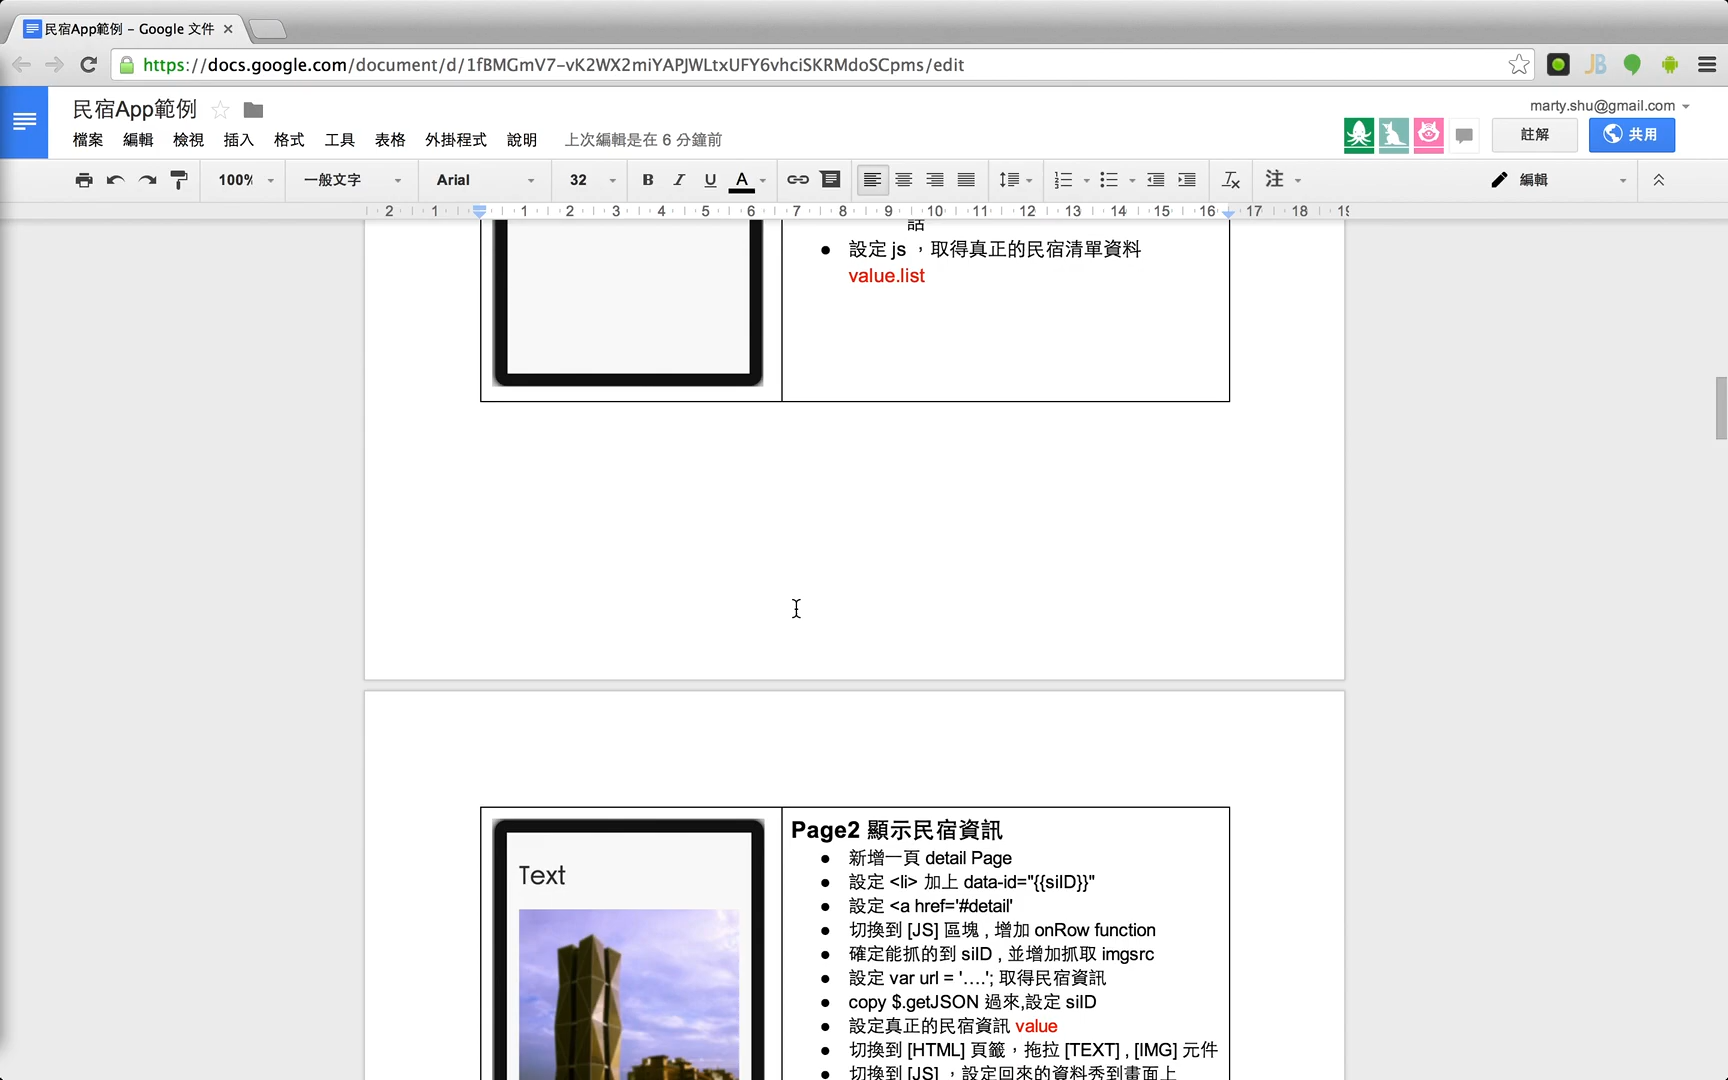 民宿App範例 - Google 文件
https://docs.google.com/document/d/1fBMGmV7-vK2WX2miYAPJWLtxUFY6vhciSKRMdoSCpms/edit
民宿App範例
marty.shu@gmail.com
檔案 編輯 檢視 插入 格式 工具 表格 外掛程式 說明 上次編輯是在 6 分鐘前
註解 共用
100% 一般文字 Arial 32 B I U A 注 編輯
2 1 1 2 3 4 5 6 7 8 9 10 11 12 13 14 15 16 17 18 19
話
● 設定 js ，取得真正的民宿清單資料
value.list
Text
Page2 顯示民宿資訊
● 新增一頁 detail Page
● 設定 <li> 加上 data-id="{{siID}}"
● 設定 <a href='#detail'
● 切換到 [JS] 區塊 , 增加 onRow function
● 確定能抓的到 siID , 並增加抓取 imgsrc
● 設定 var url = '....'; 取得民宿資訊
● copy $.getJSON 過來,設定 siID
● 設定真正的民宿資訊 value
● 切換到 [HTML] 頁籤，拖拉 [TEXT] , [IMG] 元件
● 切換到 [JS] ，設定回來的資料秀到畫面上